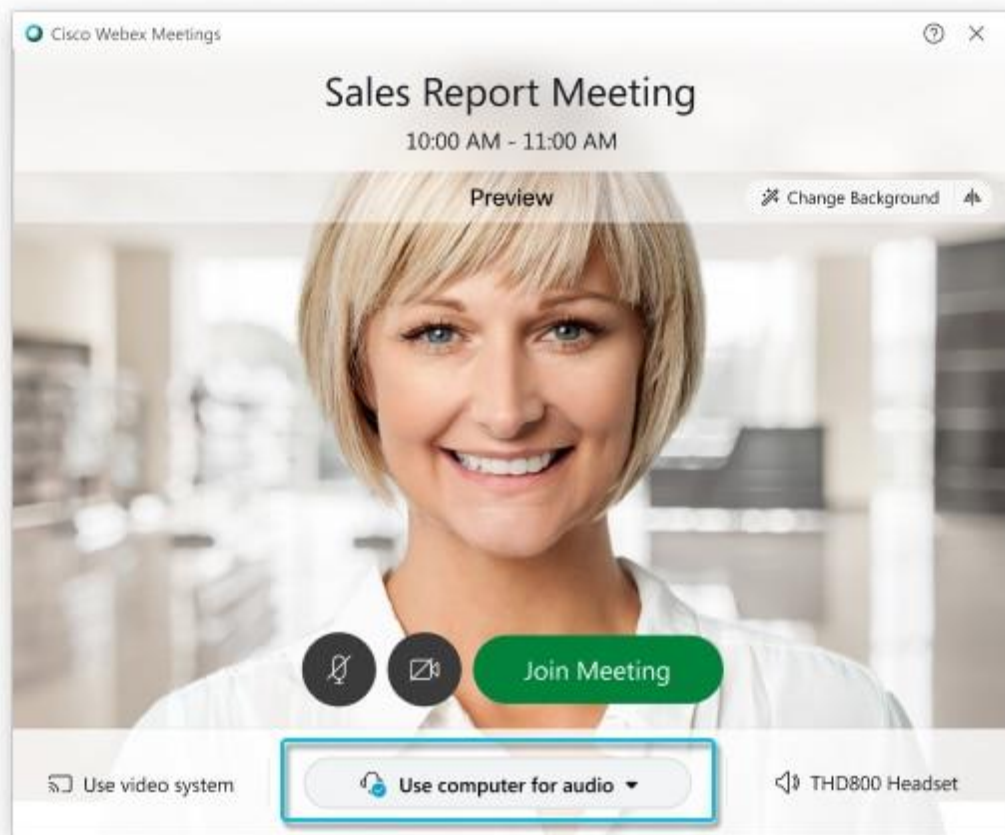 Cisco Webex Meetings
Sales Report Meeting
10:00 AM - 11:00 AM
Preview
Change Background
Join Meeting
Use video system
Use computer for audio
THD800 Headset